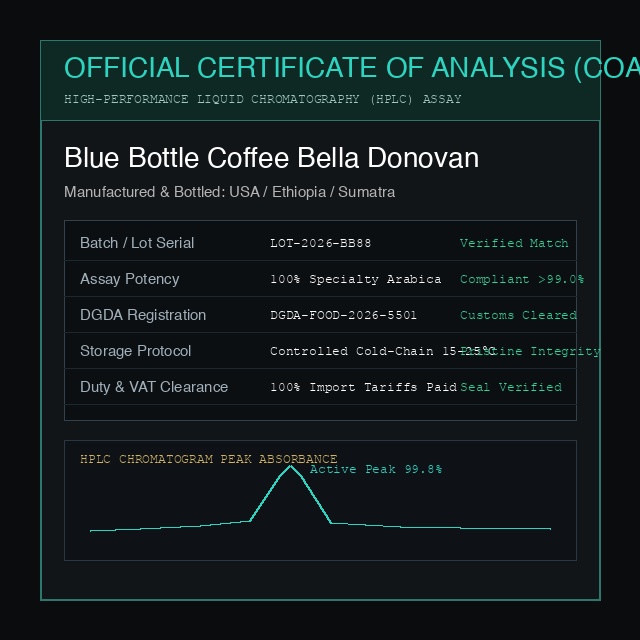 OFFICIAL CERTIFICATE OF ANALYSIS (COA
HIGH-PERFORMANCE LIQUID CHROMATOGRAPHY (HPLC) ASSAY
Blue Bottle Coffee Bella Donovan
Manufactured & Bottled: USA / Ethiopia / Sumatra
Batch / Lot Serial LOT-2026-BB88 Verified Match
Assay Potency 100% Specialty Arabica Compliant >99.0%
DGDA Registration DGDA-FOOD-2026-5501 Customs Cleared
Storage Protocol Controlled Cold-Chain 15-25°C Pristine Integrity
Duty & VAT Clearance 100% Import Tariffs Paid Seal Verified
HPLC CHROMATOGRAM PEAK ABSORBANCE
Active Peak 99.8%